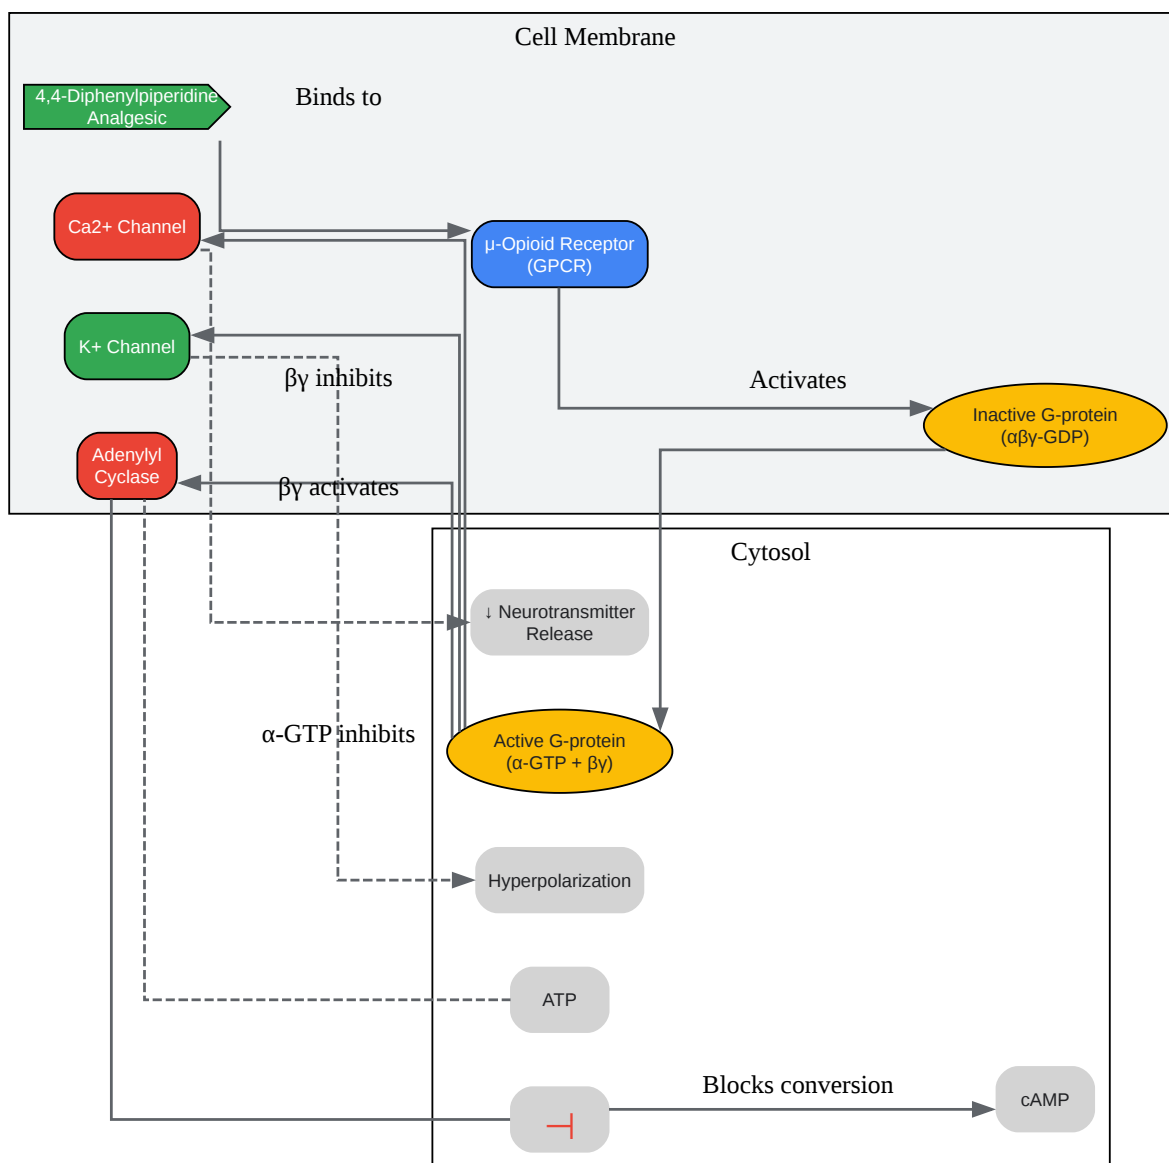 Cell Membrane
4,4-Diphenylpiperidine
Analgesic
Binds to
Ca2+ Channel
μ-Opioid Receptor
(GPCR)
K+ Channel
βγ inhibits
Activates
Inactive G-protein
(αβγ-GDP)
Adenylyl
Cyclase
βγ activates
Cytosol
↓ Neurotransmitter
Release
α-GTP inhibits
Active G-protein
(α-GTP + βγ)
Hyperpolarization
ATP
Blocks conversion
cAMP
⊣